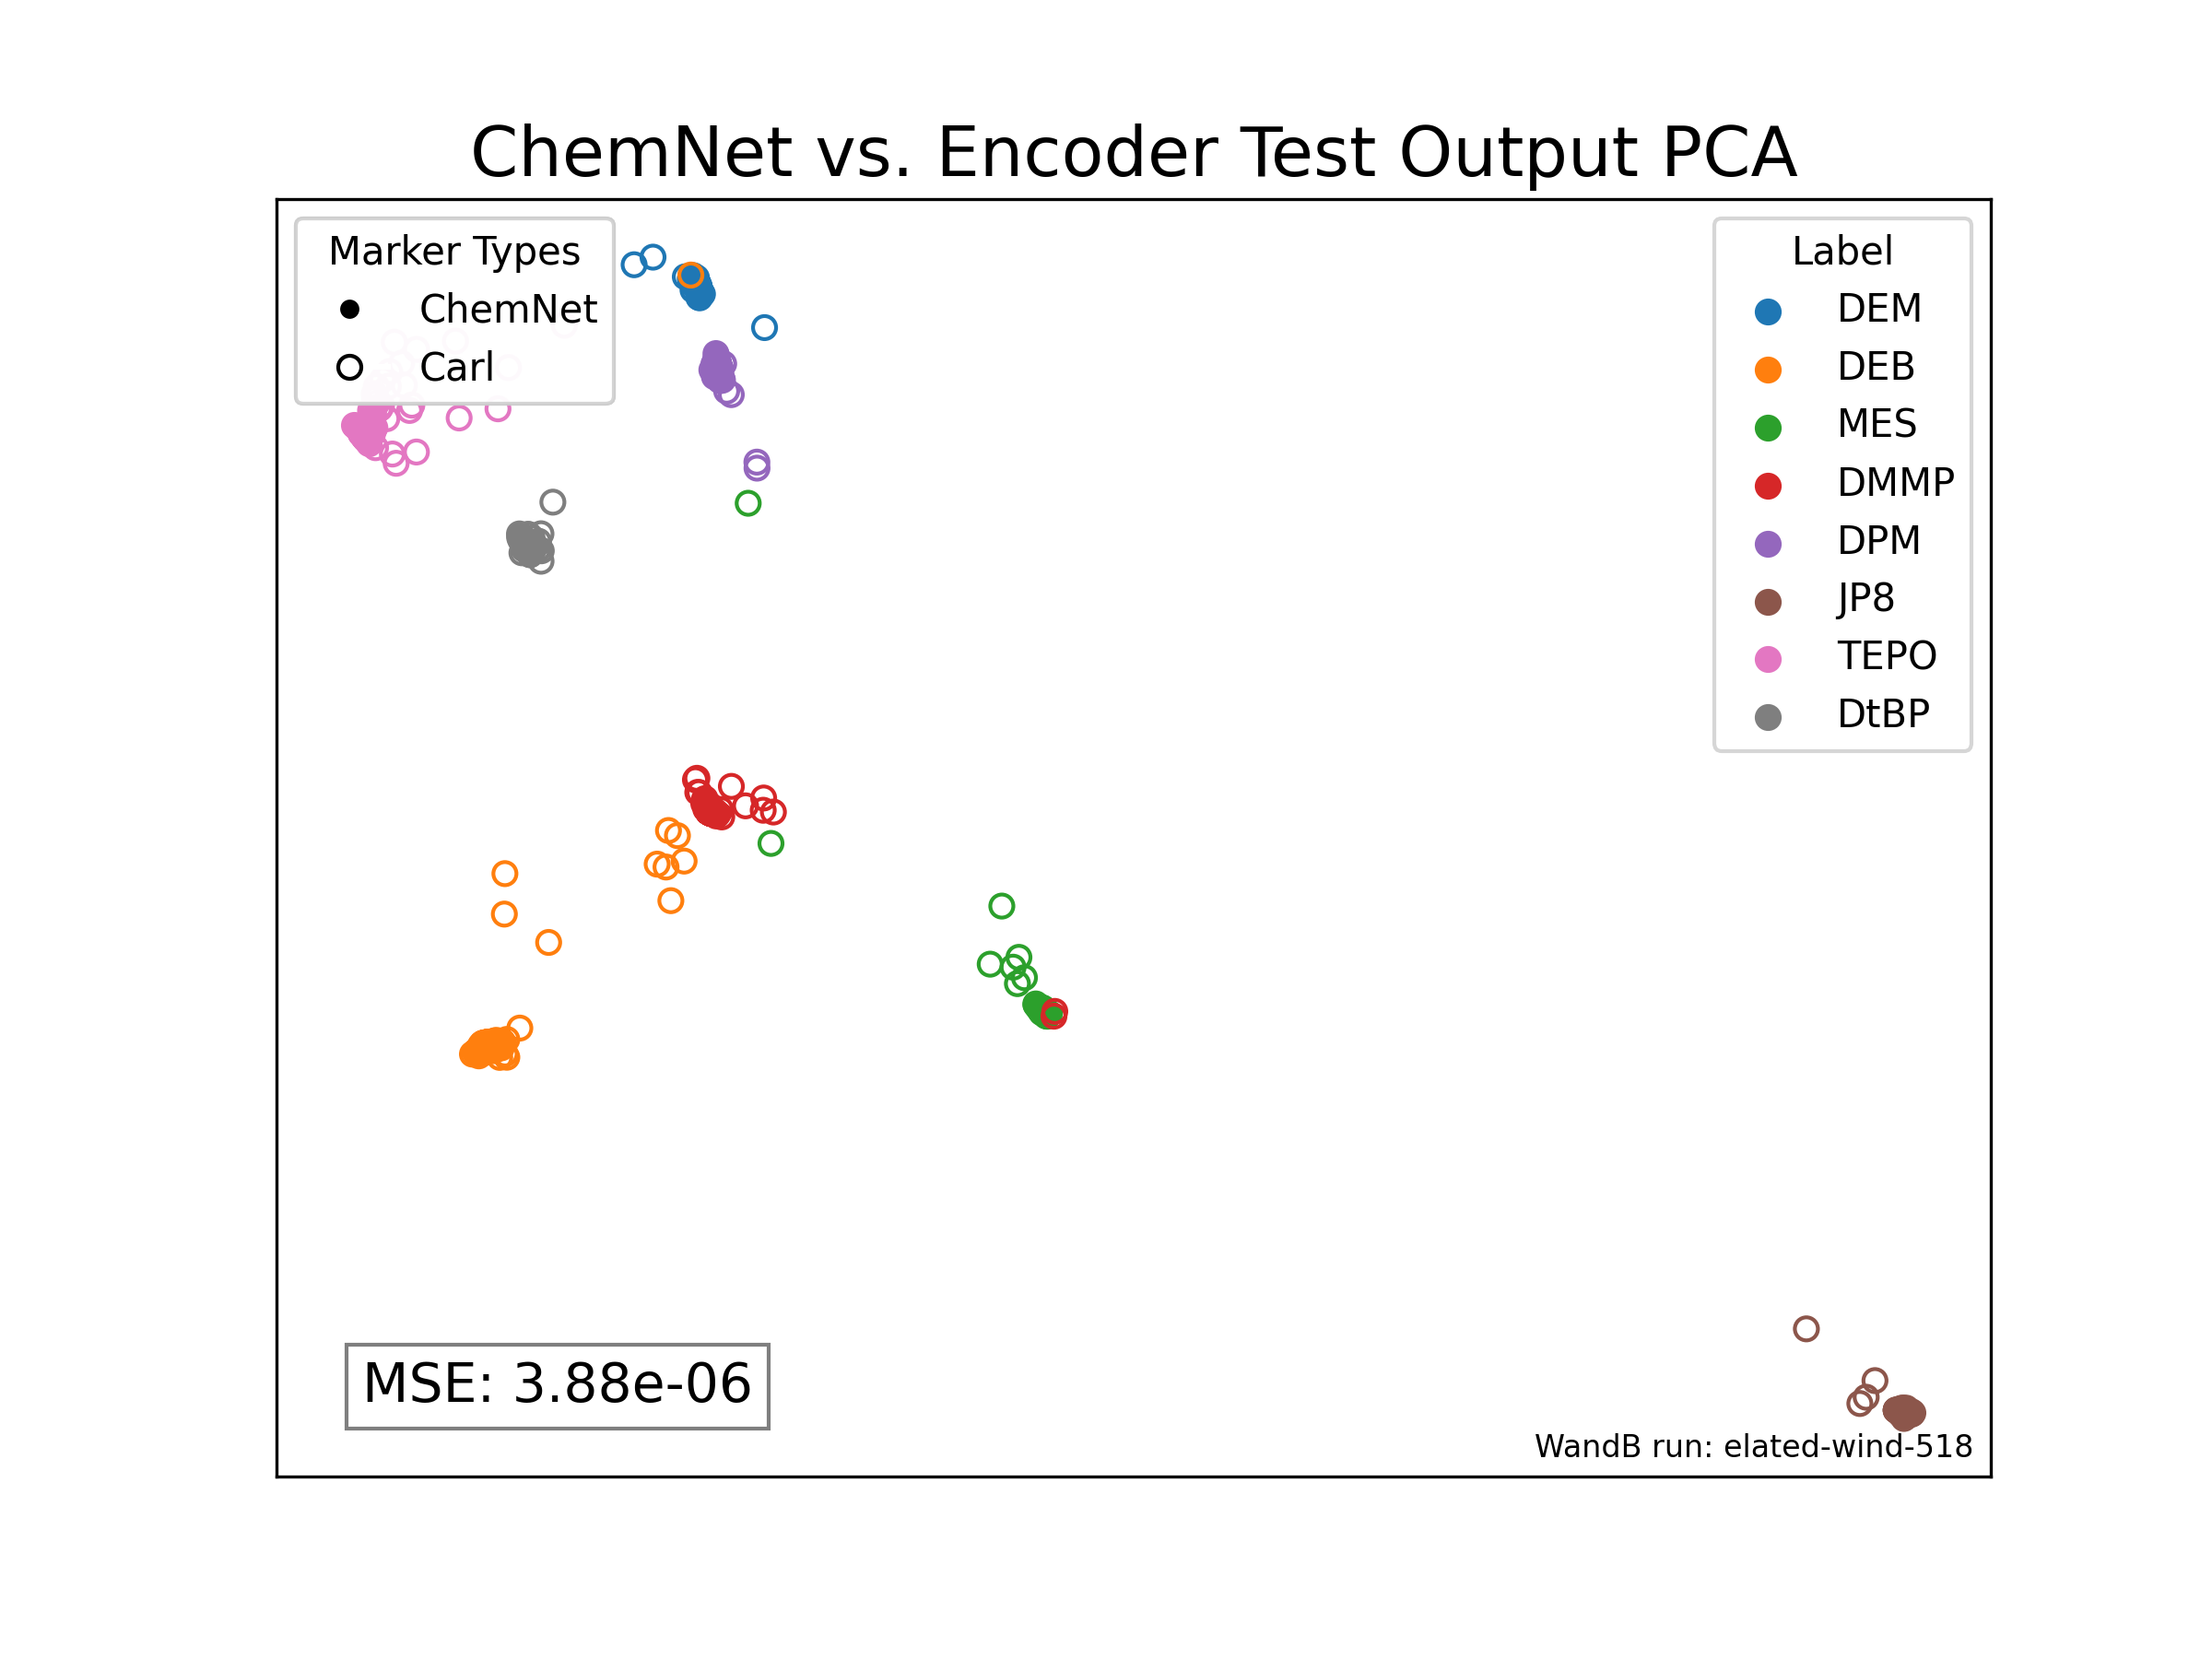 ChemNet vs. Encoder Test Output PCA
Marker Types
ChemNet
Carl
Label
DEM
DEB
MES
DMMP
DPM
JP8
TEPO
DtBP
MSE: 3.88e-06
WandB run: elated-wind-518